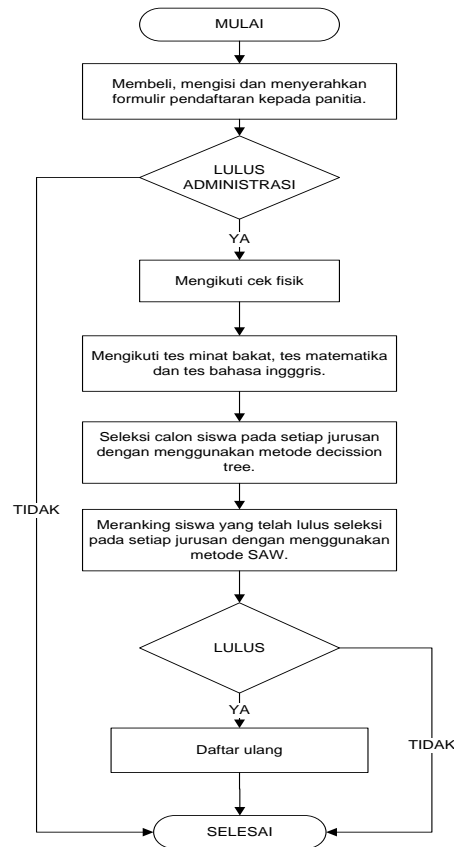 MULAI
Membeli, mengisi dan menyerahkan
formulir pendaftaran kepada panitia.
LULUS
ADMINISTRASI
YA
Mengikuti cek fisik
Mengikuti tes minat bakat, tes matematika
dan tes bahasa ingggris.
Seleksi calon siswa pada setiap jurusan
dengan menggunakan metode decission
tree.
TIDAK
Meranking siswa yang telah lulus seleksi
pada setiap jurusan dengan menggunakan
metode SAW.
LULUS
YA
TIDAK
Daftar ulang
SELESAI